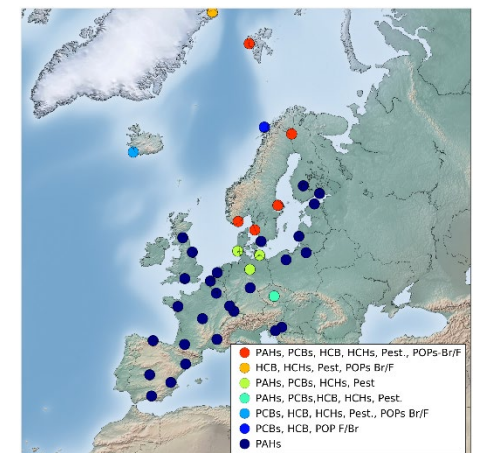 PAHs, PCBs, HCB, HCHs, Pest., POPs-Br/F
HCB, HCHs, Pest, POPs Br/F
PAHs, PCBs, HCHs, Pest
PAHs, PCBs,HCB, HCHs, Pest.
PCBs, HCB, HCHs, Pest., POPs Br/F
PCBs, HCB, POP F/Br
PAHs